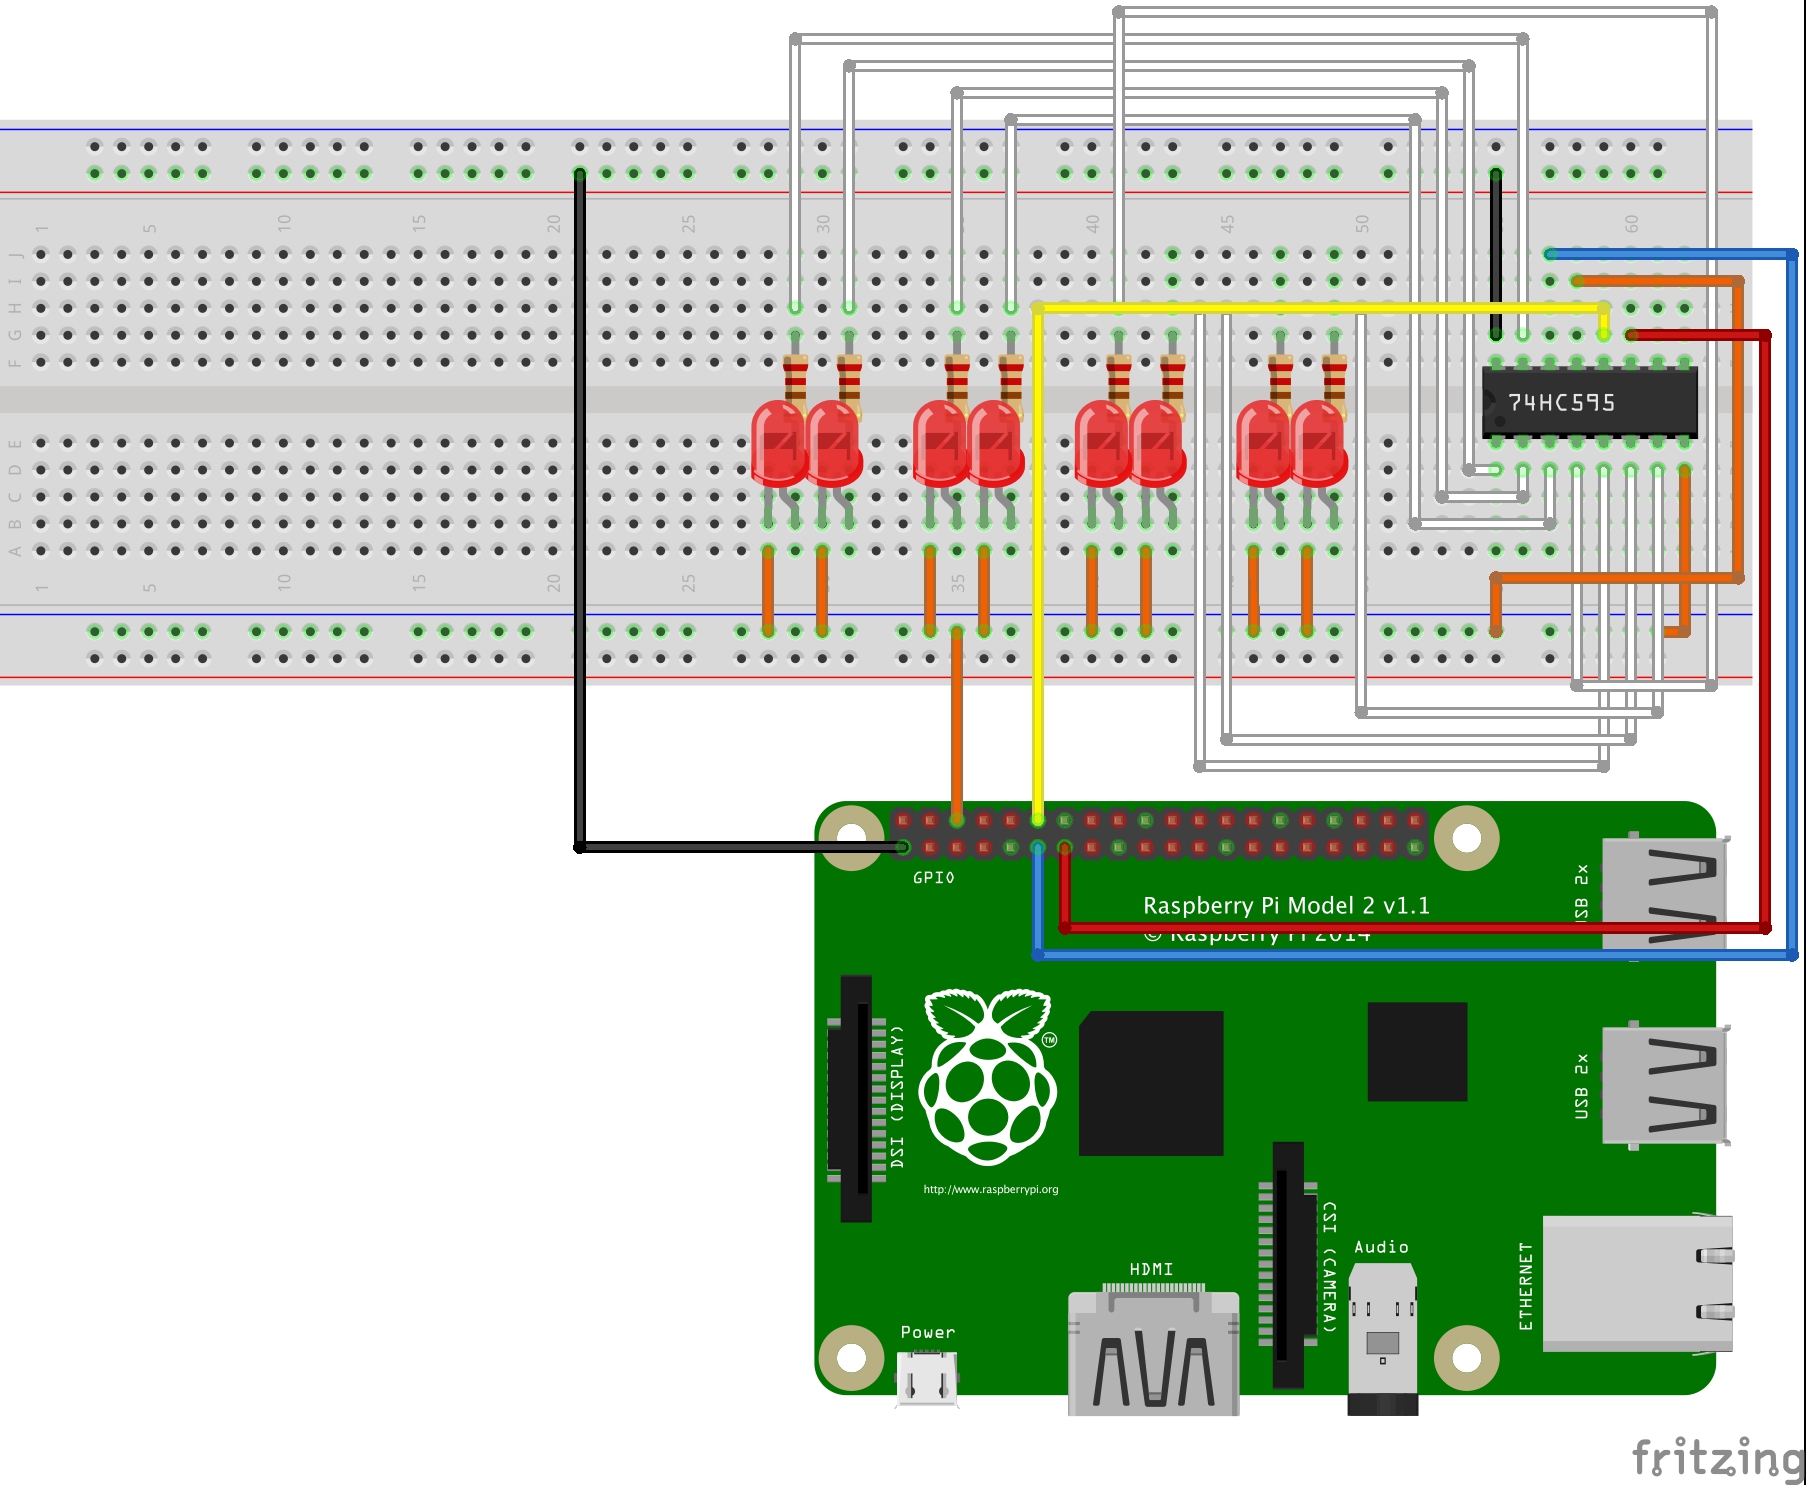 1 5 10 15 20 25 30 40 45 50 60
J
I
H
G
F
74HC595
E
D
C
B
A
1 5 10 15 20 25 35
GPIO
Raspberry Pi Model 2 v1.1
© Raspberry Pi 2014
USB 2x
DSI (DISPLAY)
TM
USB 2x
http://www.raspberrypi.org
CSI (CAMERA)
Audio
ETHERNET
HDMI
Power
fritzing